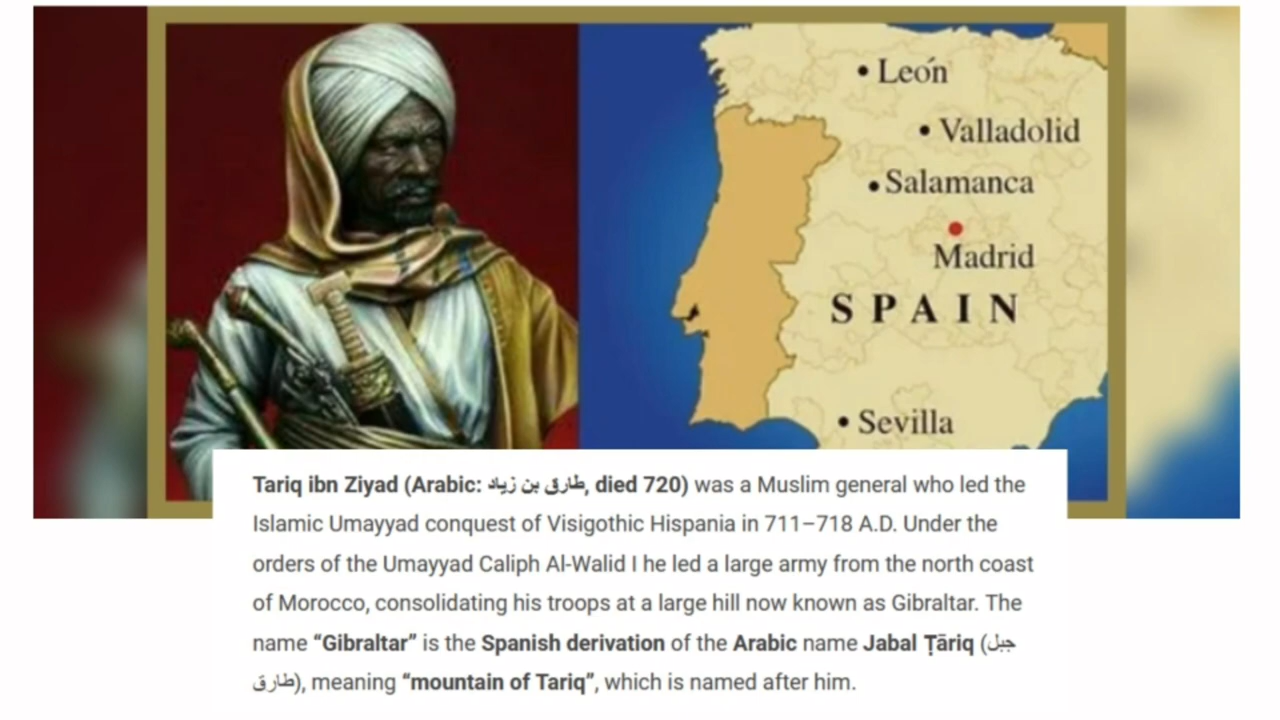 León
Valladolid
Salamanca
Madrid
SPAIN
Sevilla
Tariq ibn Ziyad (Arabic: طارق بن زياد, died 720) was a Muslim general who led the
Islamic Umayyad conquest of Visigothic Hispania in 711–718 A.D. Under the
orders of the Umayyad Caliph Al-Walid I he led a large army from the north coast
of Morocco, consolidating his troops at a large hill now known as Gibraltar. The
name “Gibraltar” is the Spanish derivation of the Arabic name Jabal Ṭāriq (جبل
طارق), meaning “mountain of Tariq”, which is named after him.